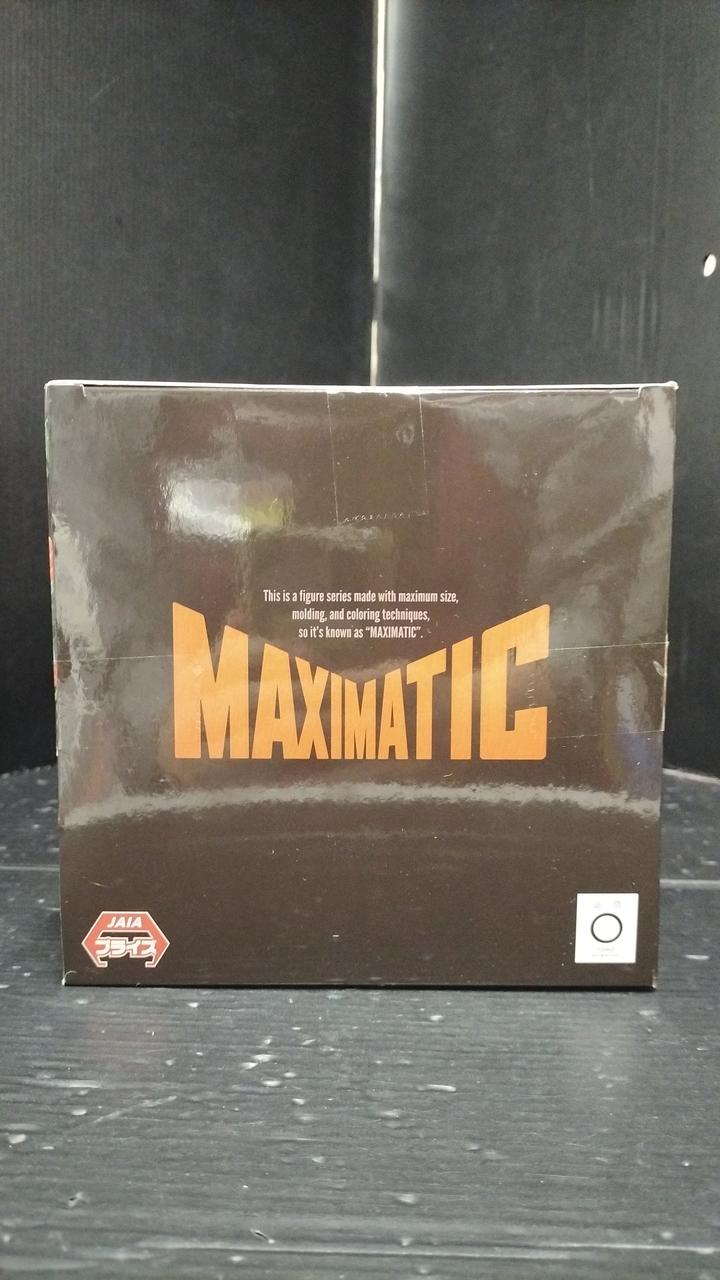 This is a figure series made with maximum size,
molding, and coloring techniques,
so it's known as “MAXIMATIC”.
MAXIMATIC
JAIA
プライズ